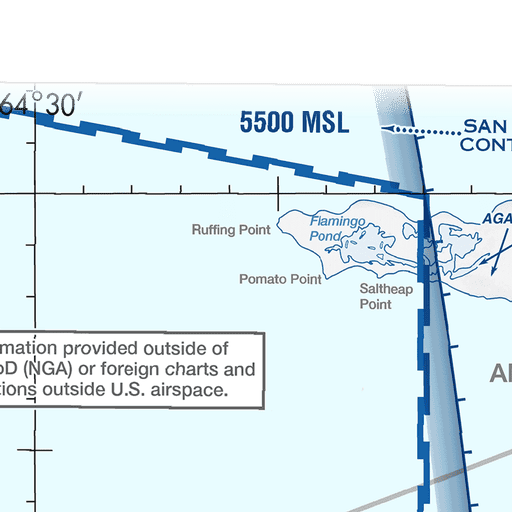 64° 30′
5500 MSL
SAN
CONT
AGA
Ruffing Point
Flamingo
Pond
Pomato Point
Saltheap
Point
mation provided outside of
oD (NGA) or foreign charts and
tions outside U.S. airspace.